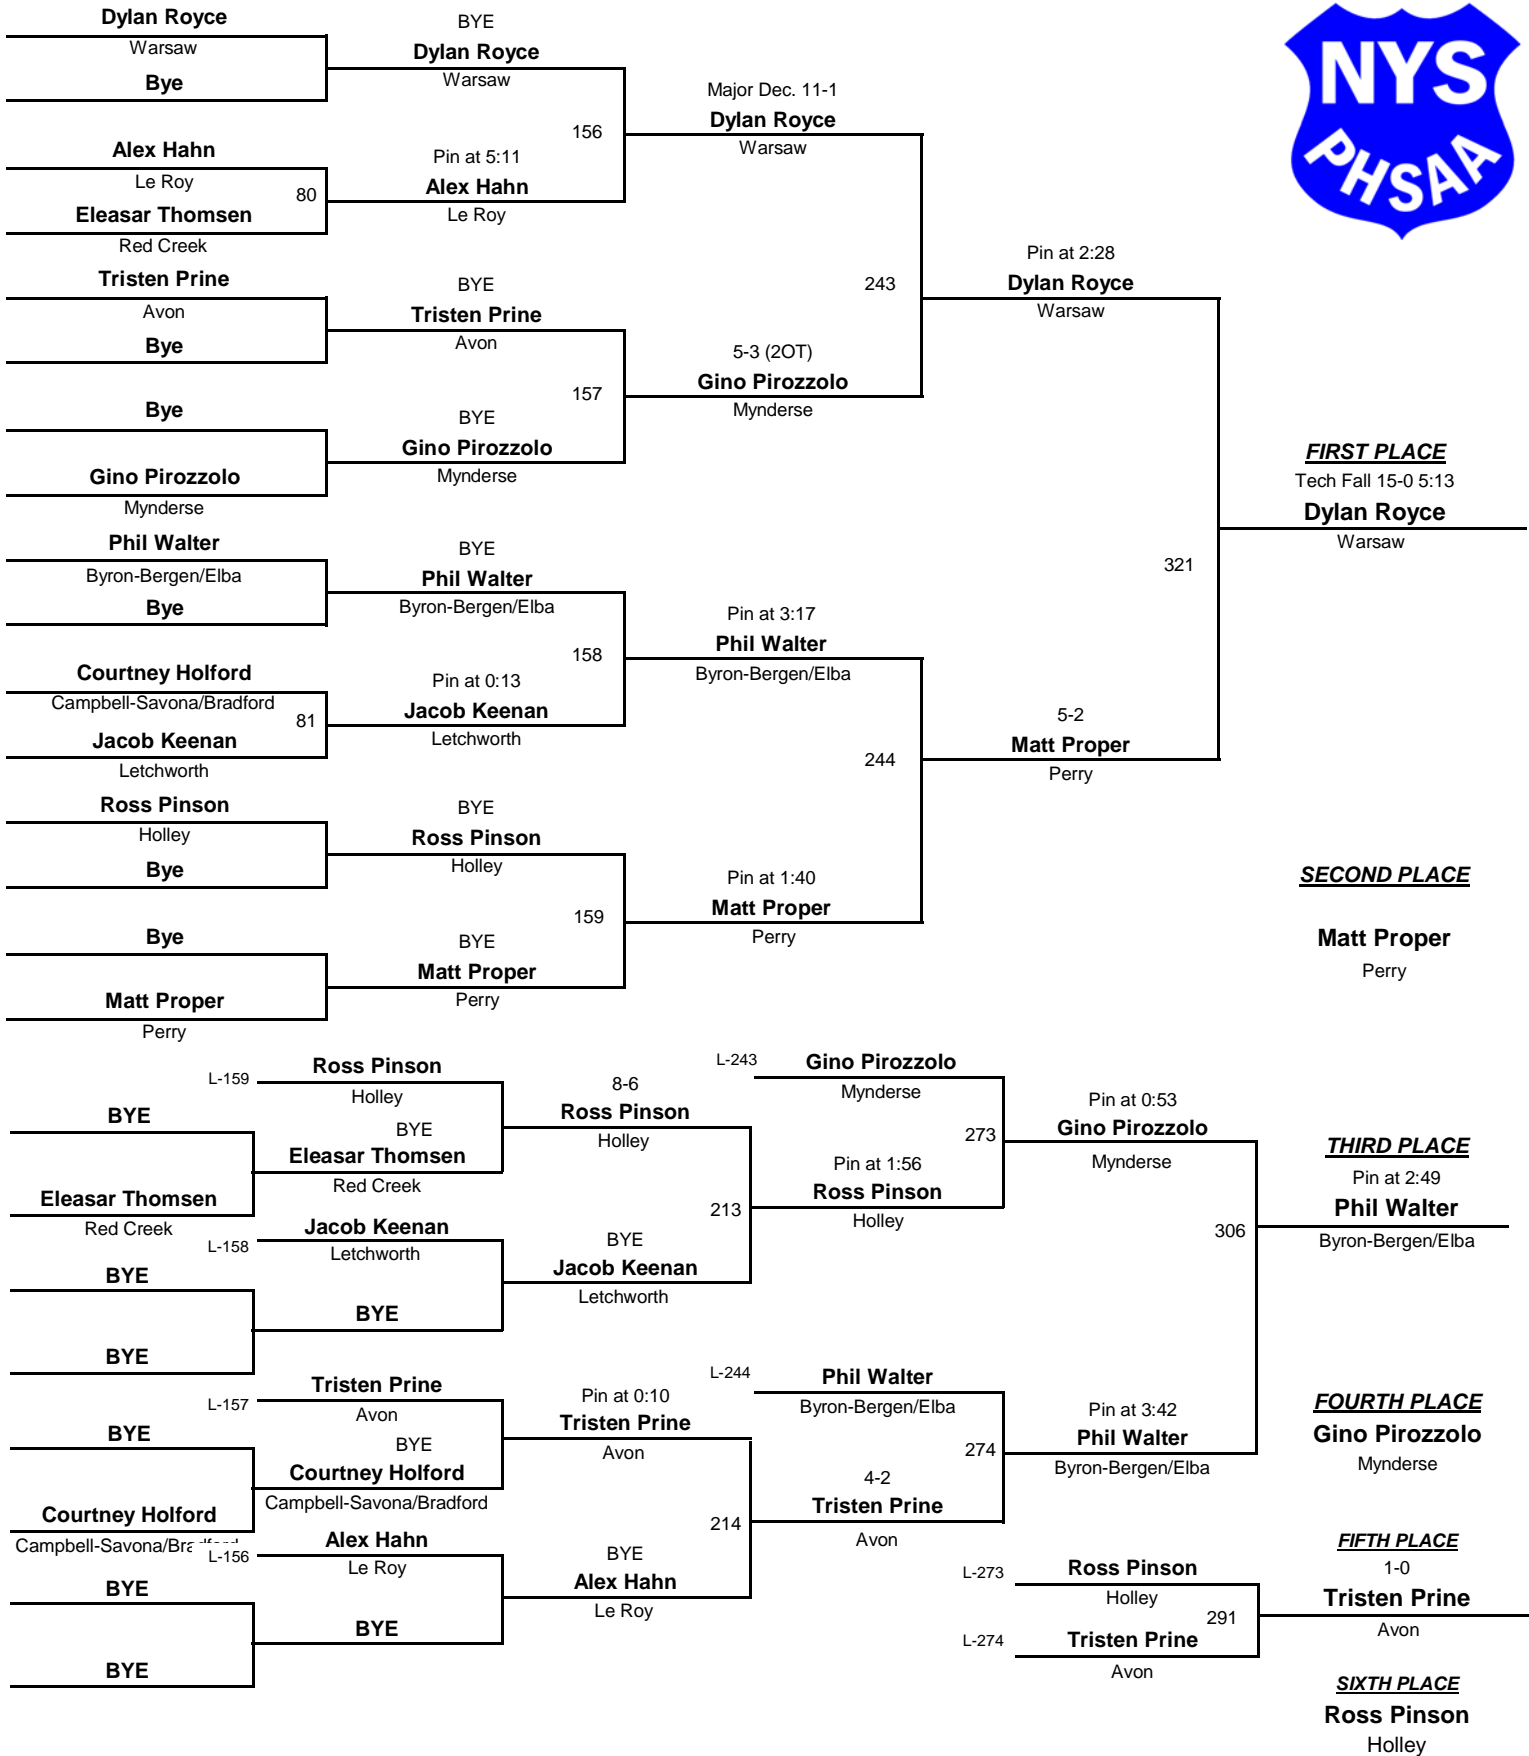 Dylan Royce
Warsaw
Bye
Alex Hahn
Le Roy
80
Eleasar Thomsen
Red Creek
Tristen Prine
Avon
Bye
Bye
Gino Pirozzolo
Mynderse
Phil Walter
Byron-Bergen/Elba
Bye
Courtney Holford
Campbell-Savona/Bradford
81
Jacob Keenan
Letchworth
Ross Pinson
Holley
Bye
Bye
Matt Proper
Perry
BYE
Dylan Royce
Warsaw
156
Pin at 5:11
Alex Hahn
Le Roy
BYE
Tristen Prine
Avon
157
BYE
Gino Pirozzolo
Mynderse
BYE
Phil Walter
Byron-Bergen/Elba
158
Pin at 0:13
Jacob Keenan
Letchworth
BYE
Ross Pinson
Holley
159
BYE
Matt Proper
Perry
Major Dec. 11-1
Dylan Royce
Warsaw
243
5-3 (2OT)
Gino Pirozzolo
Mynderse
Pin at 3:17
Phil Walter
Byron-Bergen/Elba
244
Pin at 1:40
Matt Proper
Perry
Pin at 2:28
Dylan Royce
Warsaw
321
5-2
Matt Proper
Perry
NYS
PHSAA
FIRST PLACE
Tech Fall 15-0 5:13
Dylan Royce
Warsaw
SECOND PLACE
Matt Proper
Perry
BYE
Eleasar Thomsen
Red Creek
BYE
BYE
BYE
Courtney Holford
Campbell-Savona/Bradford
BYE
BYE
L-159
Ross Pinson
Holley
BYE
Eleasar Thomsen
Red Creek
L-158
Jacob Keenan
Letchworth
BYE
L-157
Tristen Prine
Avon
BYE
Courtney Holford
Campbell-Savona/Bradford
L-156
Alex Hahn
Le Roy
BYE
8-6
Ross Pinson
Holley
213
BYE
Jacob Keenan
Letchworth
Pin at 0:10
Tristen Prine
Avon
214
BYE
Alex Hahn
Le Roy
L-243
Gino Pirozzolo
Mynderse
273
Pin at 1:56
Ross Pinson
Holley
L-244
Phil Walter
Byron-Bergen/Elba
274
4-2
Tristen Prine
Avon
Pin at 0:53
Gino Pirozzolo
Mynderse
306
Pin at 3:42
Phil Walter
Byron-Bergen/Elba
THIRD PLACE
Pin at 2:49
Phil Walter
Byron-Bergen/Elba
FOURTH PLACE
Gino Pirozzolo
Mynderse
L-273
Ross Pinson
Holley
291
L-274
Tristen Prine
Avon
FIFTH PLACE
1-0
Tristen Prine
Avon
SIXTH PLACE
Ross Pinson
Holley